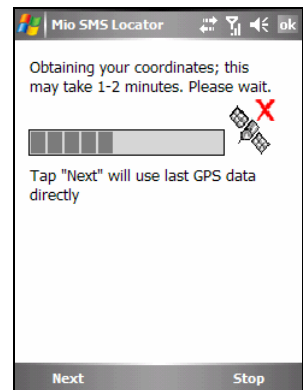 Mio SMS Locator ok
Obtaining your coordinates; this
may take 1-2 minutes. Please wait.
Tap "Next" will use last GPS data
directly
Next Stop